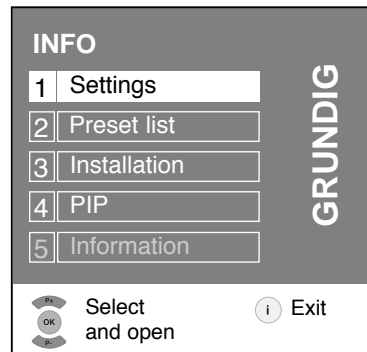 INFO
1 Settings
2 Preset list
3 Installation
4 PIP
5 Information
GRUNDIG
P+
OK
P-
Select
and open
i Exit